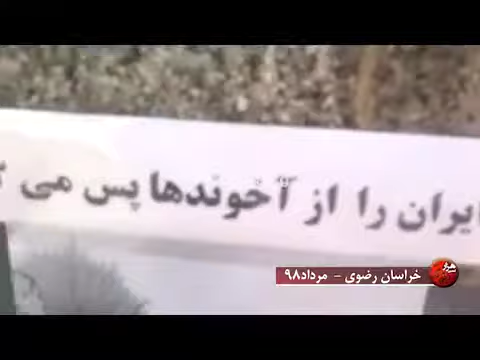 ایران را از آخوندها پس می
خراسان رضوی - مرداد۹۸